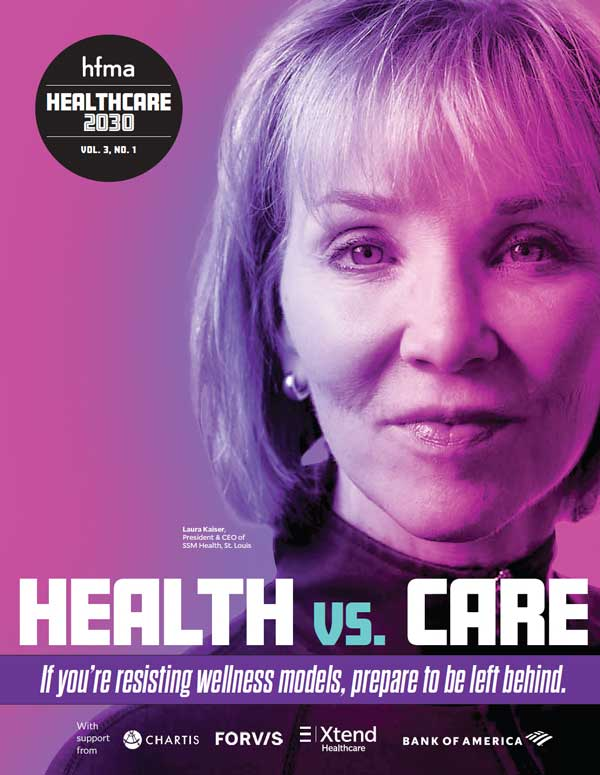 hfma
HEALTHCARE
2030
VOL. 3, NO. 1
Laura Kaiser,
President & CEO of
SSM Health, St. Louis
HEALTH vs. CARE
If you're resisting wellness models, prepare to be left behind.
With
support
from
CHARTIS
FORVIS
Xtend
Healthcare
BANK OF AMERICA